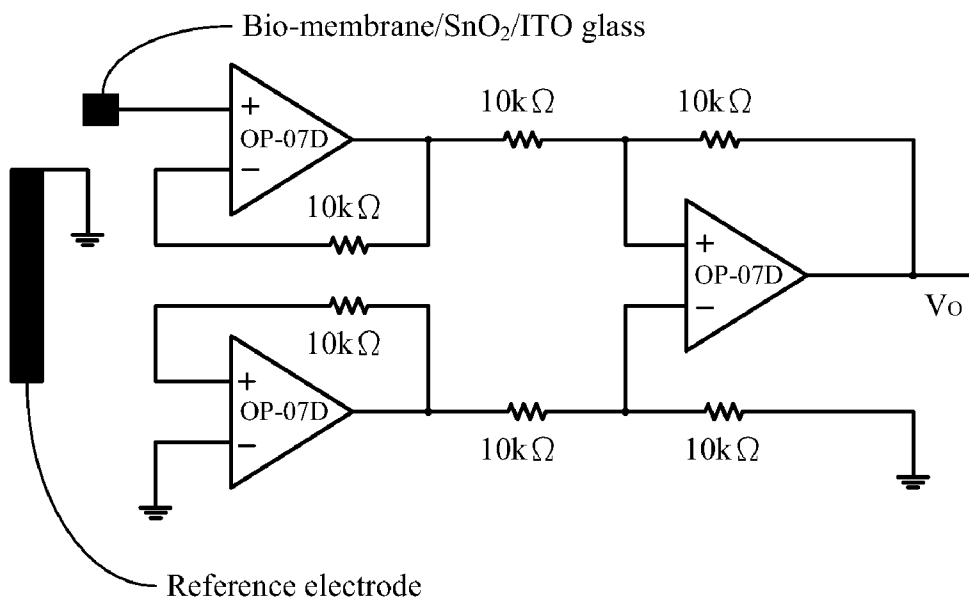 Bio-membrane/SnO₂/ITO glass
10kΩ
10kΩ
+
OP-07D
−
10kΩ
+
OP-07D
−
VO
10kΩ
+
OP-07D
−
10kΩ
10kΩ
Reference electrode